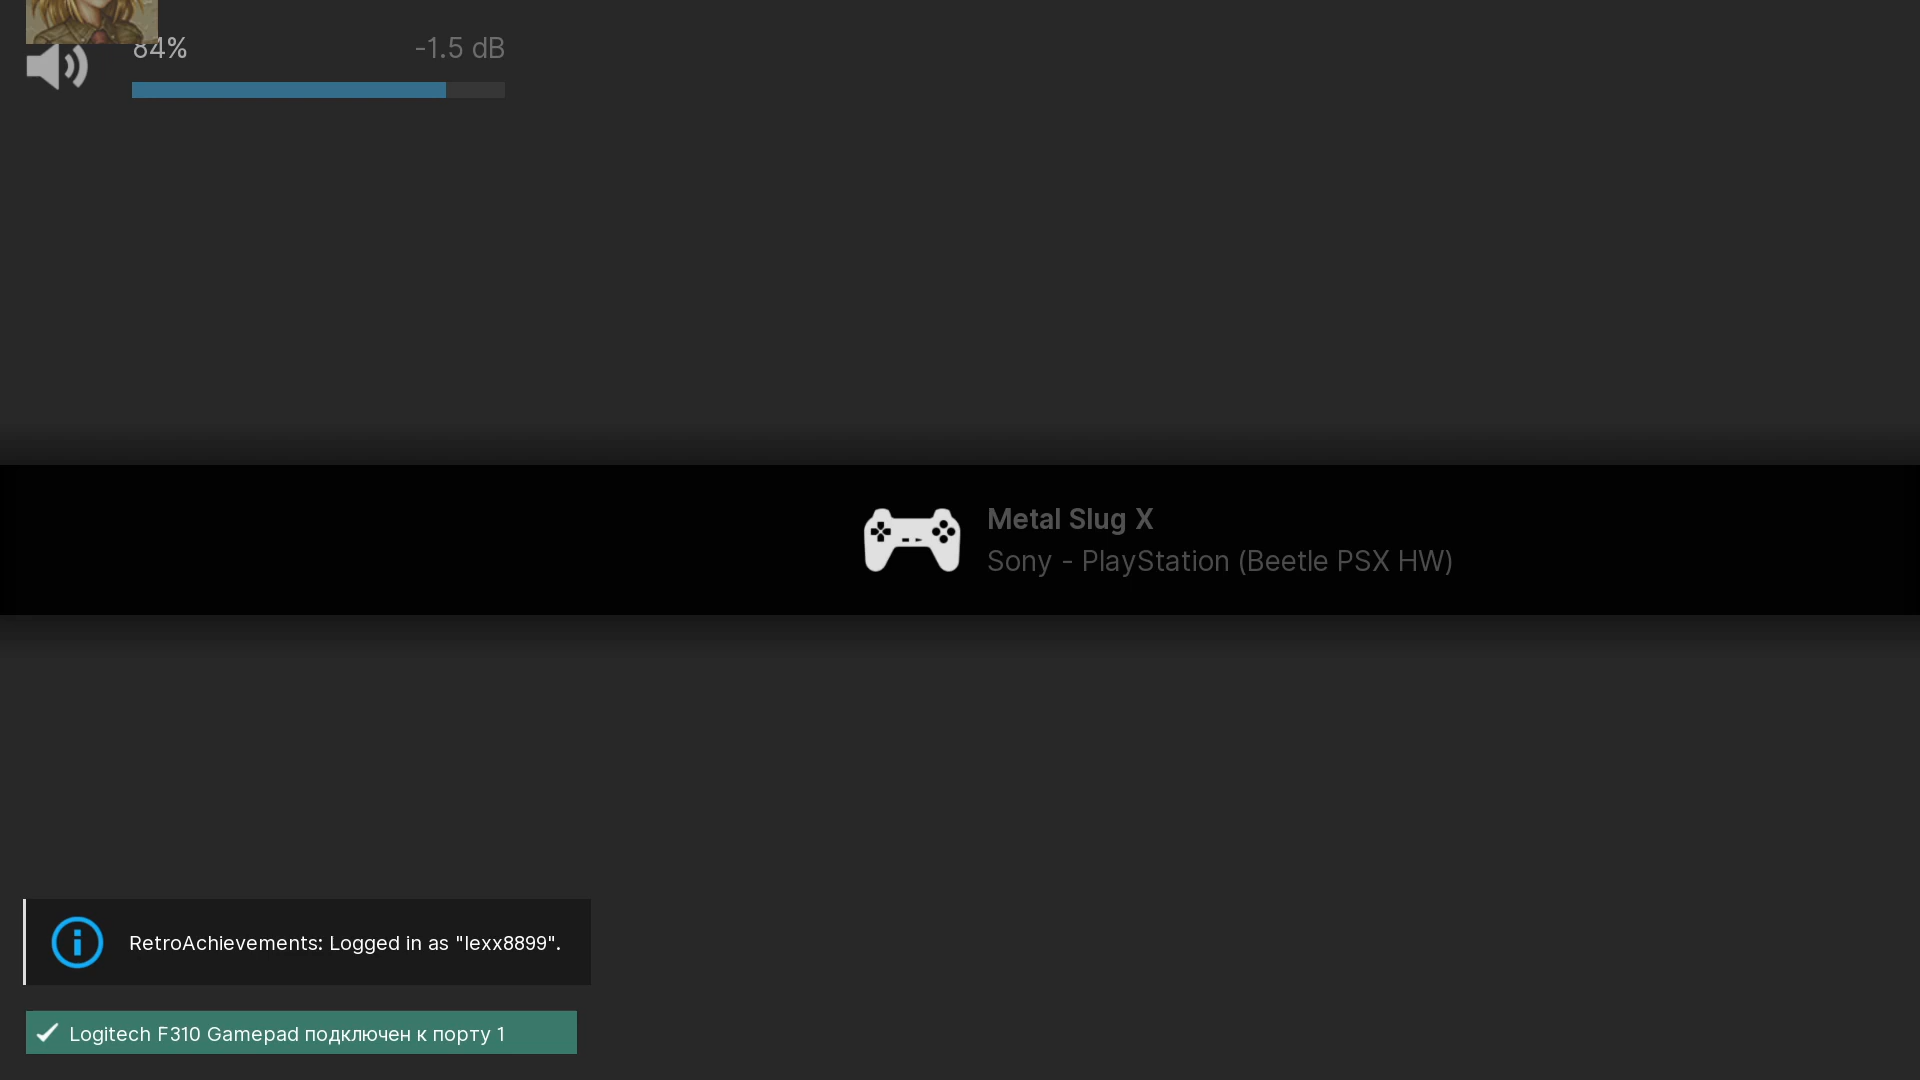 84%
-1.5 dB
Metal Slug X
Sony - PlayStation (Beetle PSX HW)
RetroAchievements: Logged in as "lexx8899".
Logitech F310 Gamepad подключен к порту 1